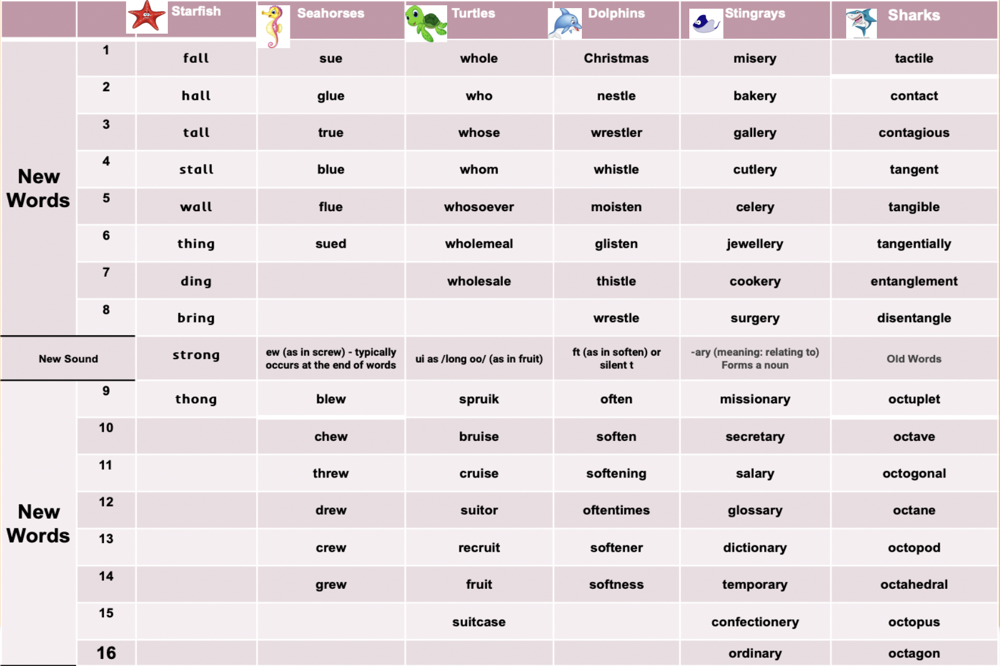 Starfish Seahorses Turtles Dolphins Stingrays Sharks
New Words
1 fall sue whole Christmas misery tactile
2 hall glue who nestle bakery contact
3 tall true whose wrestler gallery contagious
4 stall blue whom whistle cutlery tangent
5 wall flue whosoever moisten celery tangible
6 thing sued wholemeal glisten jewellery tangentially
7 ding wholesale thistle cookery entanglement
8 bring wrestle surgery disentangle
New Sound strong ew (as in screw) - typically occurs at the end of words ui as /long oo/ (as in fruit) ft (as in soften) or silent t -ary (meaning: relating to) Forms a noun Old Words
New Words
9 thong blew spruik often missionary octuplet
10 chew bruise soften secretary octave
11 threw cruise softening salary octogonal
12 drew suitor oftentimes glossary octane
13 crew recruit softener dictionary octopod
14 grew fruit softness temporary octahedral
15 suitcase confectionery octopus
16 ordinary octagon